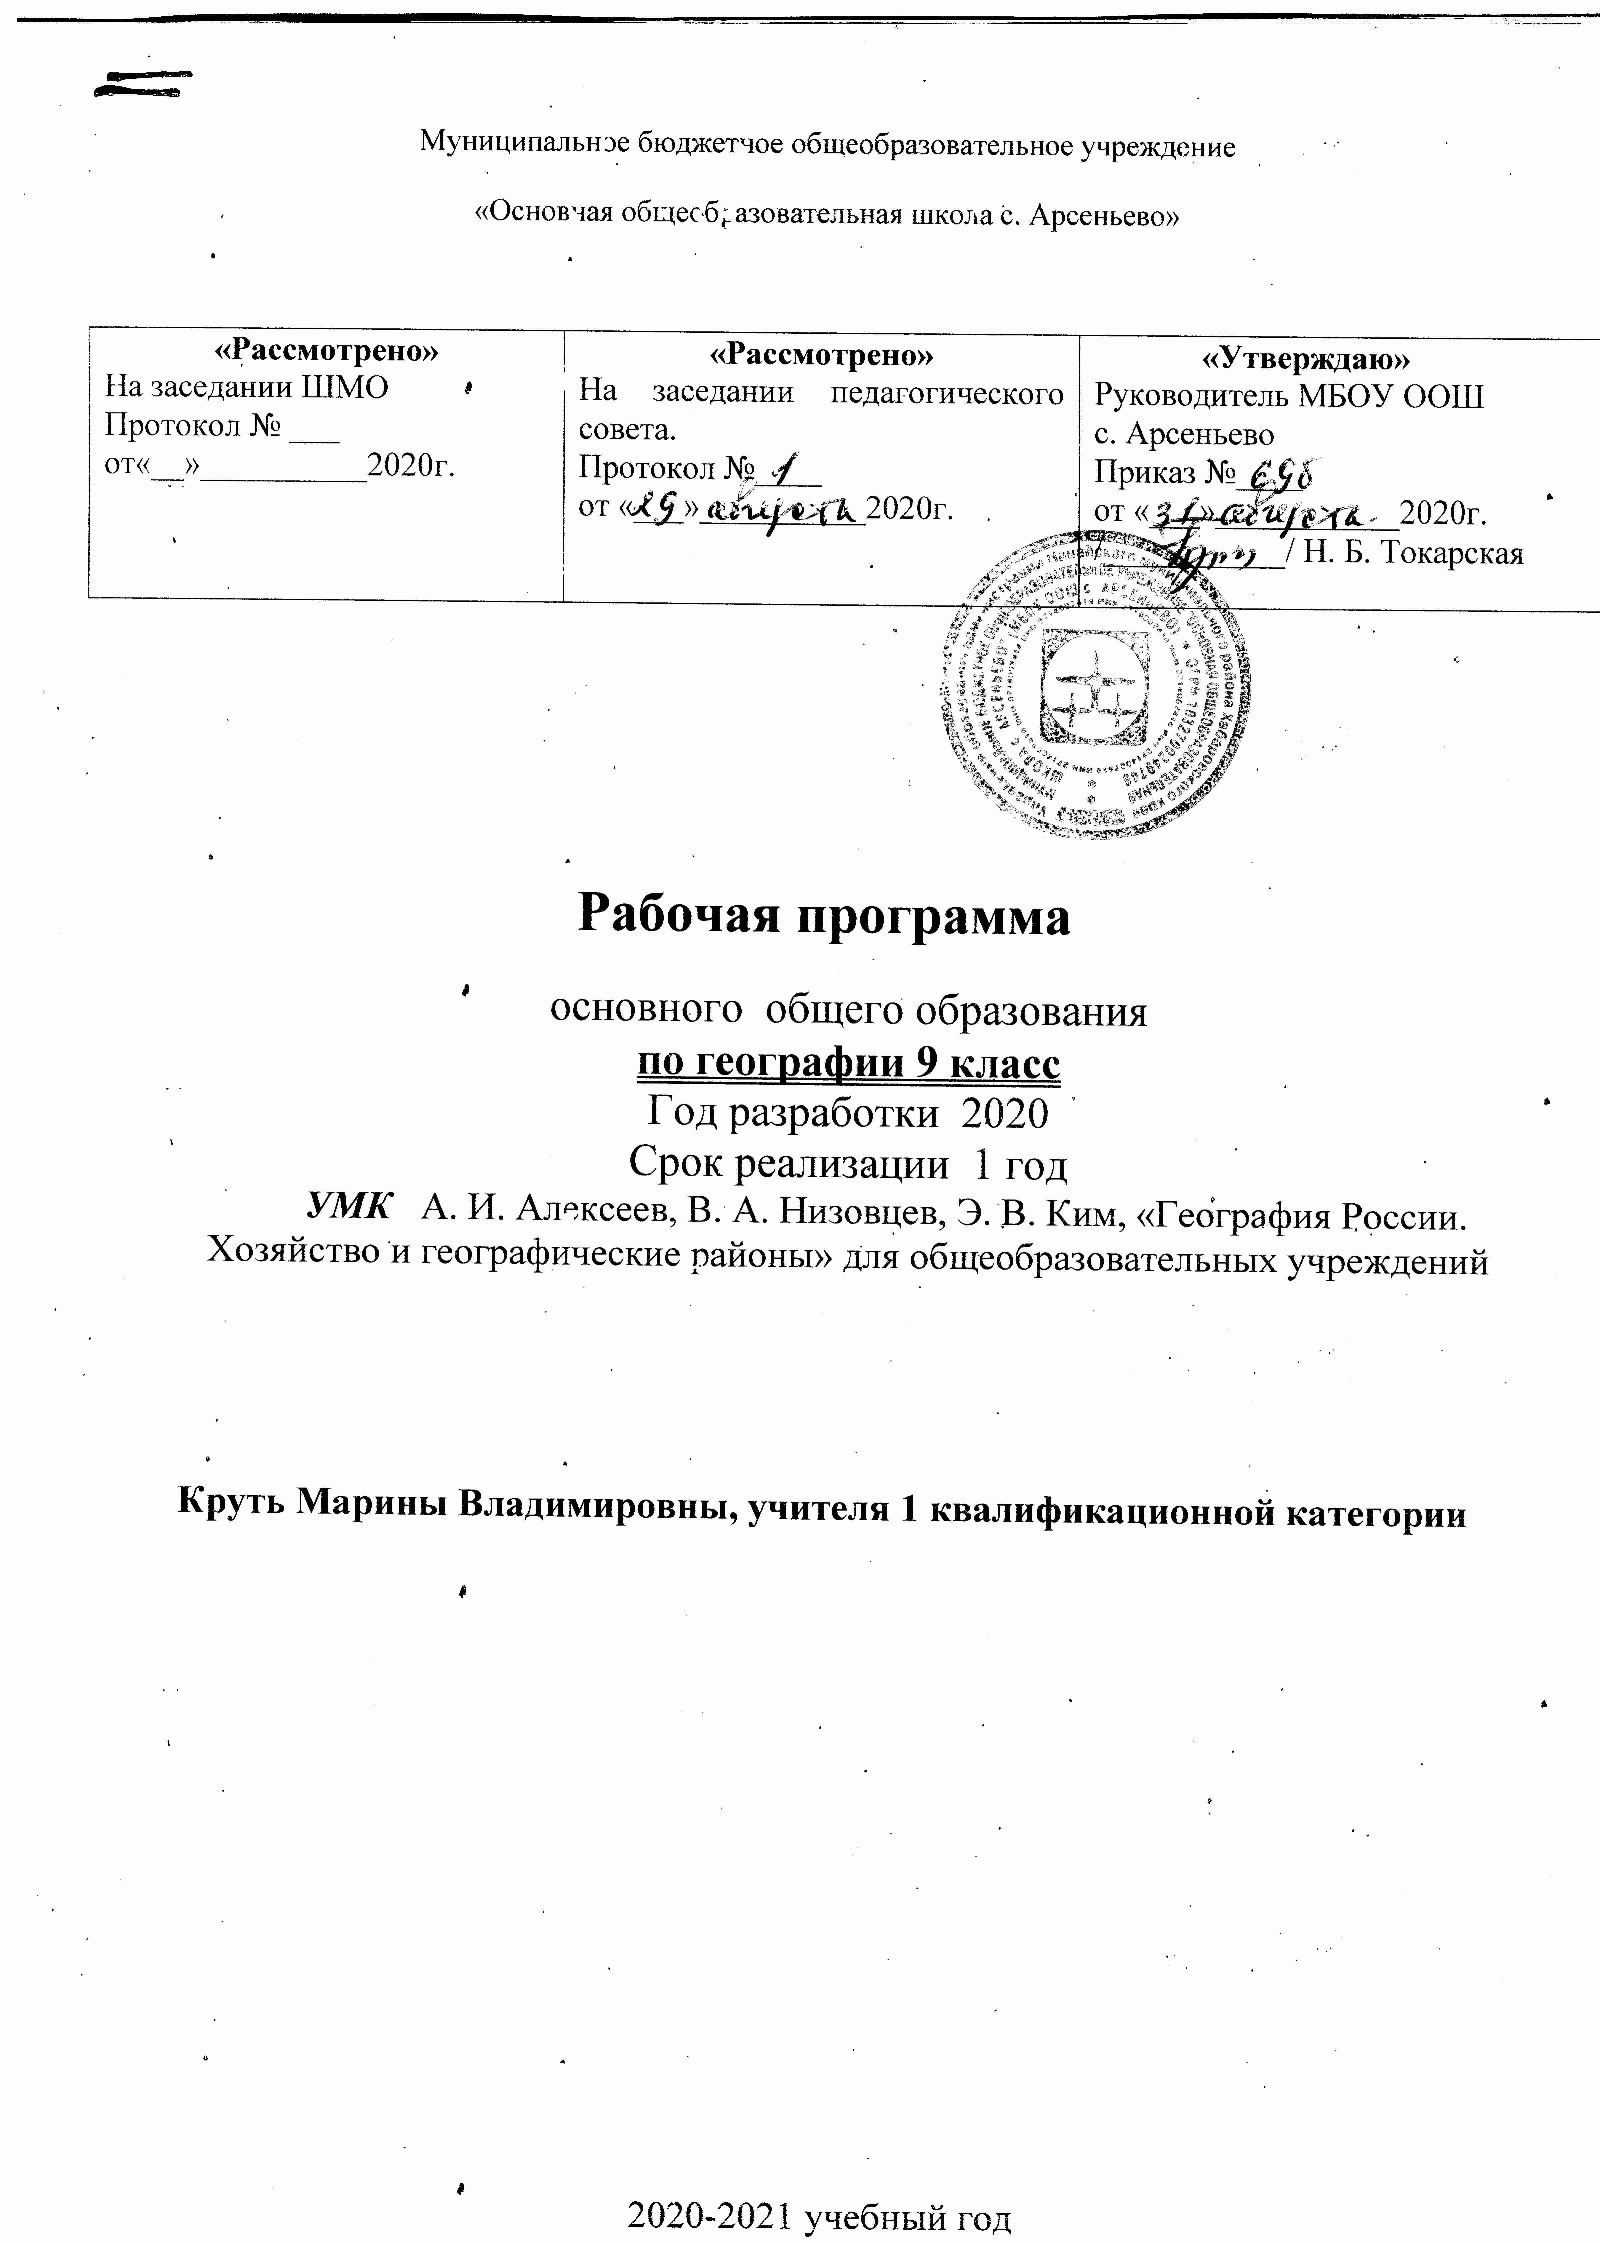 Муниципальное бюджетное общеобразовательное учреждение
«Основная общеобразовательная школа с. Арсеньево»
«Рассмотрено»
На заседании ШМО
Протокол № ___
от«__»__________2020г.
«Рассмотрено»
На заседании педагогического
совета.
Протокол № 1
от «29» августа 2020г.
«Утверждаю»
Руководитель МБОУ ООШ
с. Арсеньево
Приказ №
от «31» августа 2020г.
/ Н. Б. Токарская
Рабочая программа
основного общего образования
по географии 9 класс
Год разработки 2020
Срок реализации 1 год
УМК А. И. Алексеев, В. А. Низовцев, Э. В. Ким, «География России.
Хозяйство и географические районы» для общеобразовательных учреждений
Круть Марины Владимировны, учителя 1 квалификационной категории
2020-2021 учебный год